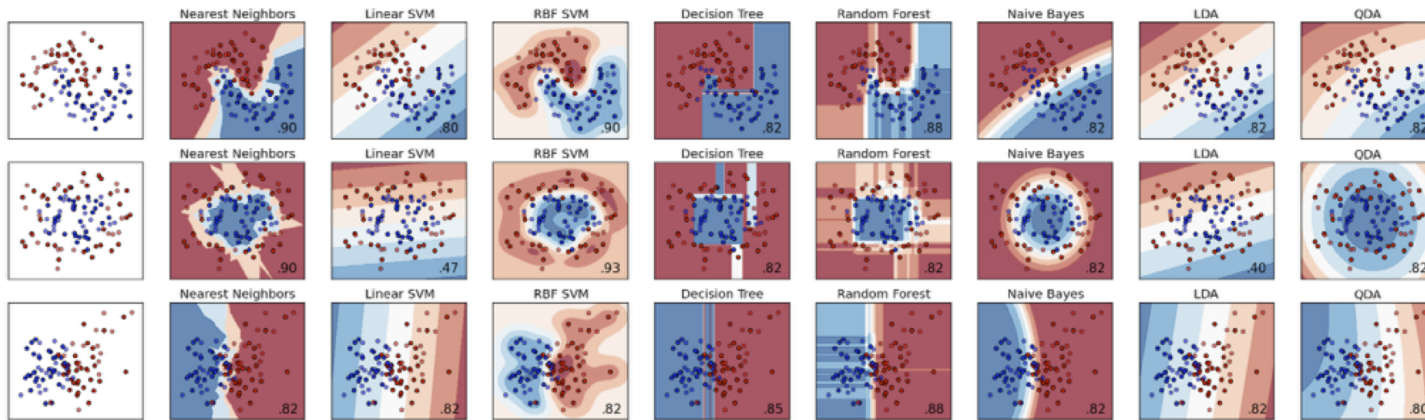 Nearest Neighbors Linear SVM RBF SVM Decision Tree Random Forest Naive Bayes LDA QDA
.90 .80 .90 .82 .88 .82 .82 .82
Nearest Neighbors Linear SVM RBF SVM Decision Tree Random Forest Naive Bayes LDA QDA
.90 .47 .93 .82 .82 .82 .40 .82
Nearest Neighbors Linear SVM RBF SVM Decision Tree Random Forest Naive Bayes LDA QDA
.82 .82 .82 .85 .88 .82 .82